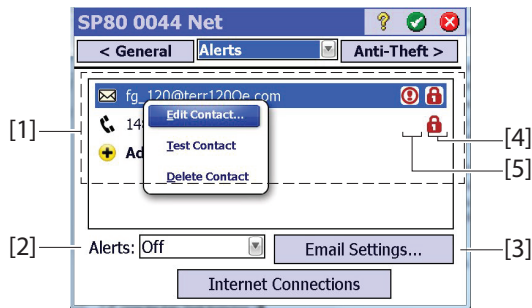 SP80 0044 Net
< General
Alerts
Anti-Theft >
fg_120@terr120Oe.com
[1]
14
Edit Contact...
[4]
Ad
Test Contact
[5]
Delete Contact
[2]
Alerts: Off
Email Settings...
[3]
Internet Connections